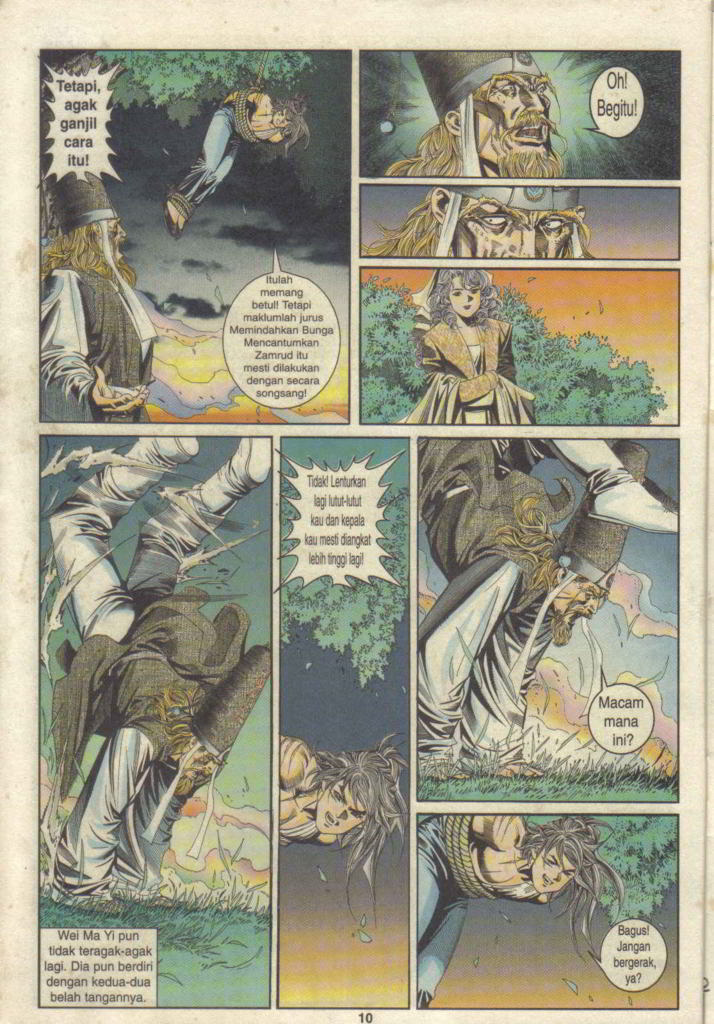 Tetapi,
agak
ganjil
cara
itu!
Itulah
memang
betul! Tetapi
maklumlah jurus
Memindahkan Bunga
Mencantumkan
Zamrud itu
mesti dilakukan
dengan secara
songsang!
Oh!
Begitu!
Wei Ma Yi pun
tidak teragak-agak
lagi. Dia pun berdiri
dengan kedua-dua
belah tangannya.
Tidak! Lenturkan
lagi lutut-lutut
kau dan kepala
kau mesti diangkat
lebih tinggi lagi!
Macam
mana
ini?
Bagus!
Jangan
bergerak,
ya?
10